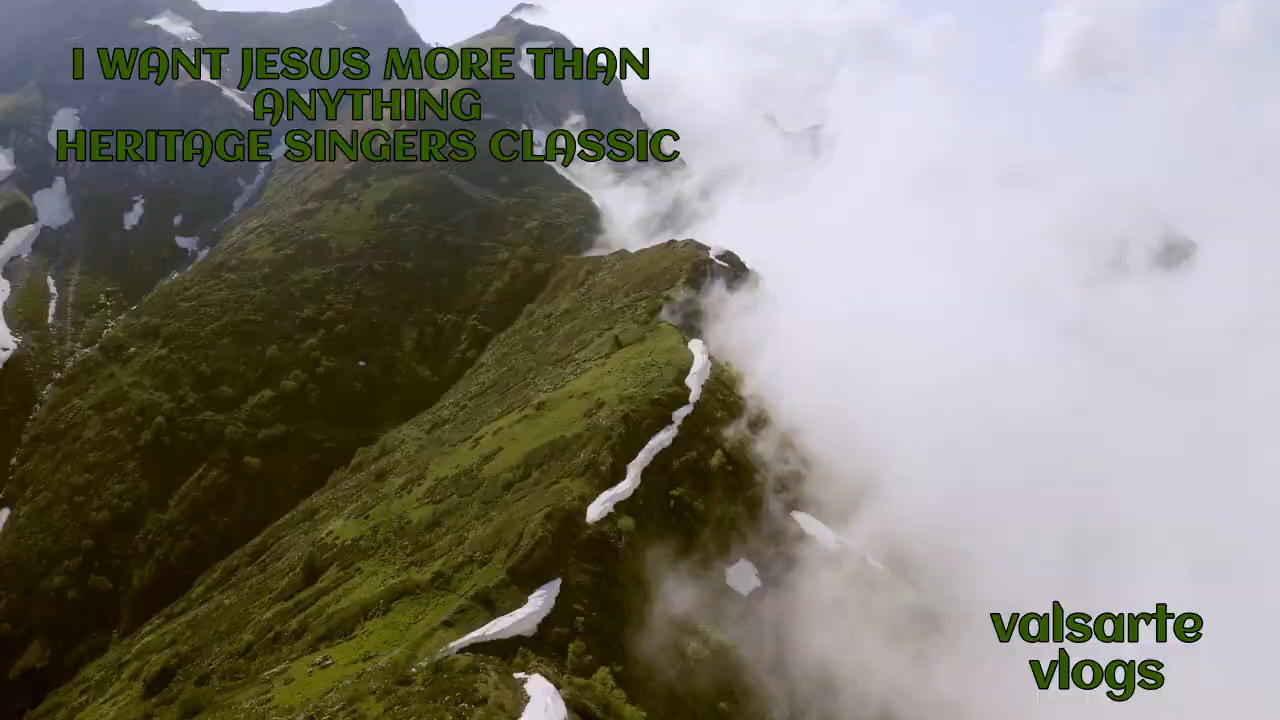 I WANT JESUS MORE THAN
ANYTHING
HERITAGE SINGERS CLASSIC
valsarte
vlogs